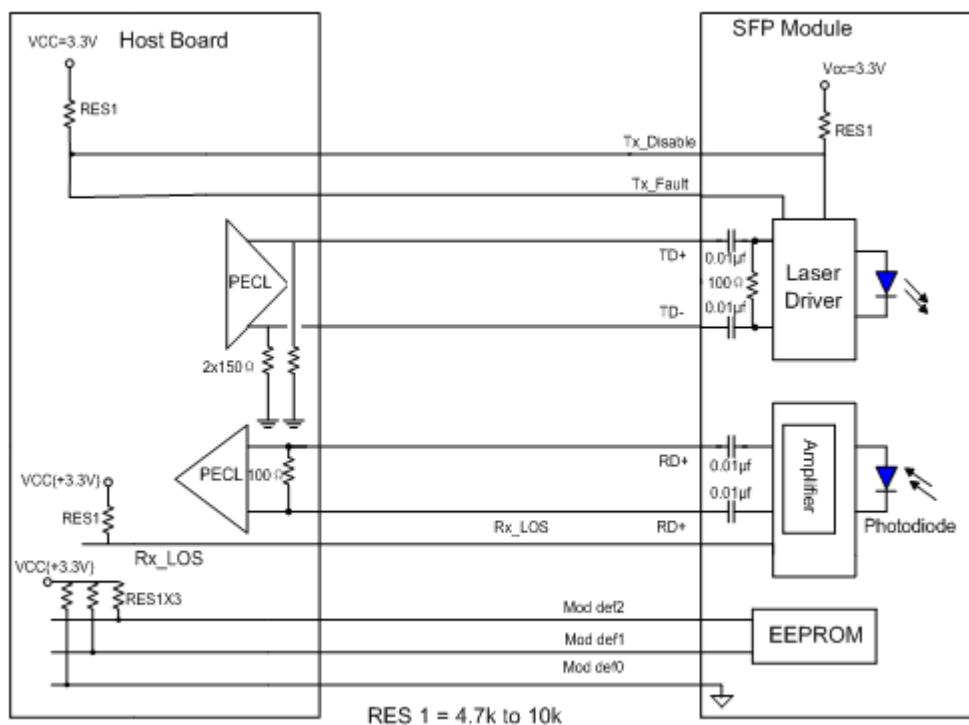 Host Board
SFP Module
VCC=3.3V
Vcc=3.3V
RES1
RES1
Tx_Disable
Tx_Fault
PECL
TD+
0.01µf
100Ω
Laser
Driver
0.01µf
TD-
2x150Ω
PECL
100Ω
RD+
0.01µf
Amplifier
0.01µf
VCC(+3.3V)
RES1
Rx_LOS
RD+
Photodiode
Rx_LOS
VCC(+3.3V)
RES1X3
Mod def2
EEPROM
Mod def1
Mod def0
RES 1 = 4.7k to 10k